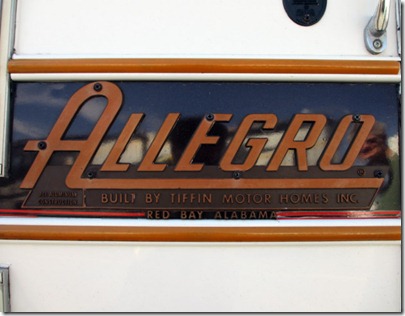 ALLEGRO
BUILT BY TIFFIN MOTOR HOMES INC.
RED BAY ALABAMA